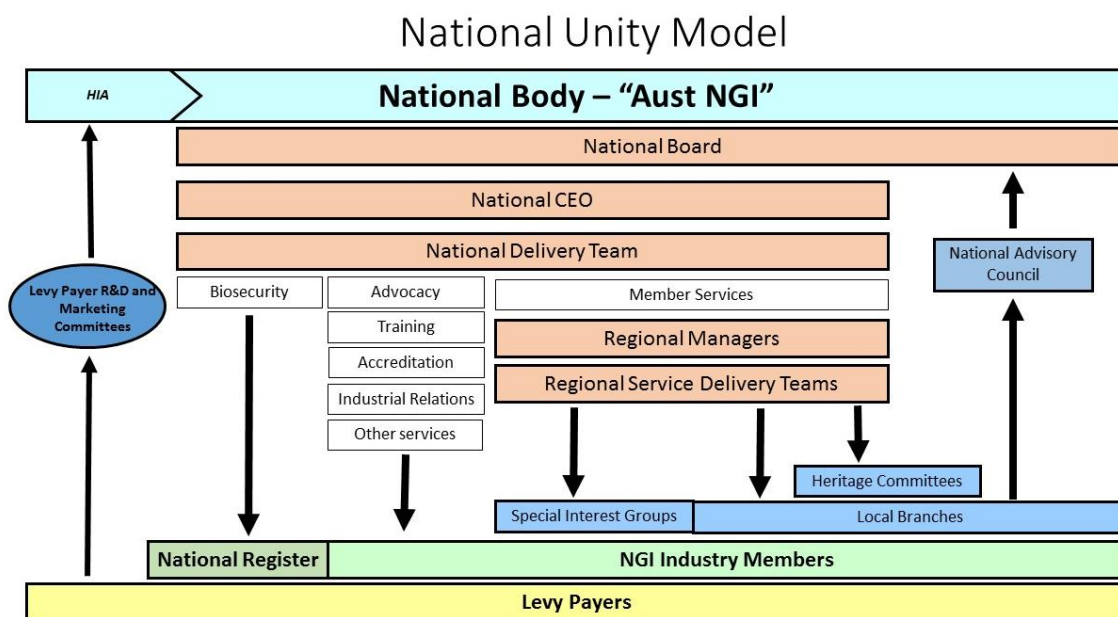 National Unity Model
HIA
National Body – “Aust NGI”
National Board
National CEO
National Delivery Team
National Advisory
Council
Levy Payer R&D and
Marketing
Committees
Biosecurity
Advocacy
Member Services
Training
Regional Managers
Accreditation
Regional Service Delivery Teams
Industrial Relations
Other services
Heritage Committees
Special Interest Groups
Local Branches
National Register
NGI Industry Members
Levy Payers